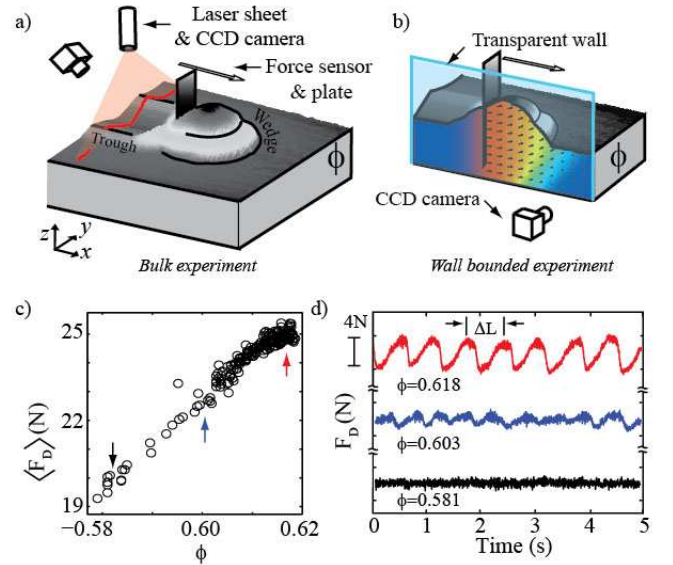 a)
Laser sheet
& CCD camera
Force sensor
& plate
Trough
Wedge
ϕ
z
y
x
Bulk experiment
b)
Transparent wall
ϕ
CCD camera
Wall bounded experiment
c)
⟨F_D⟩ (N)
25
22
19
−0.58
0.60
0.62
ϕ
d)
4N
ΔL
F_D (N)
ϕ=0.618
ϕ=0.603
ϕ=0.581
0 1 2 3 4 5
Time (s)